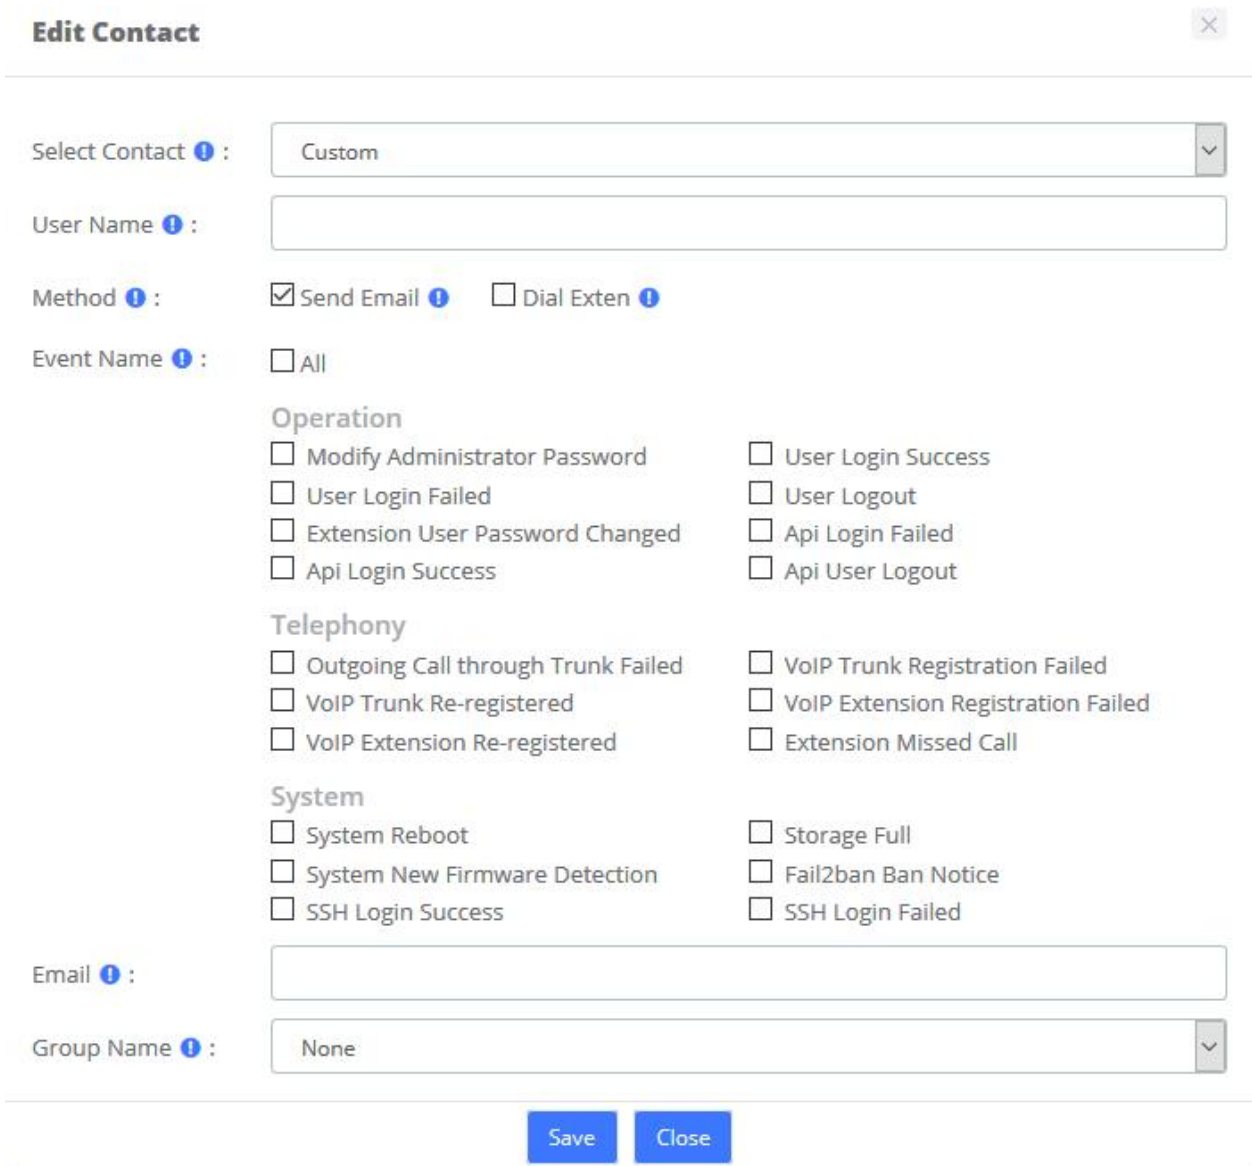 Edit Contact
Select Contact :
Custom
User Name :
Method :
Send Email
Dial Exten
Event Name :
All
Operation
Modify Administrator Password
User Login Success
User Login Failed
User Logout
Extension User Password Changed
Api Login Failed
Api Login Success
Api User Logout
Telephony
Outgoing Call through Trunk Failed
VoIP Trunk Registration Failed
VoIP Trunk Re-registered
VoIP Extension Registration Failed
VoIP Extension Re-registered
Extension Missed Call
System
System Reboot
Storage Full
System New Firmware Detection
Fail2ban Ban Notice
SSH Login Success
SSH Login Failed
Email :
Group Name :
None
Save
Close